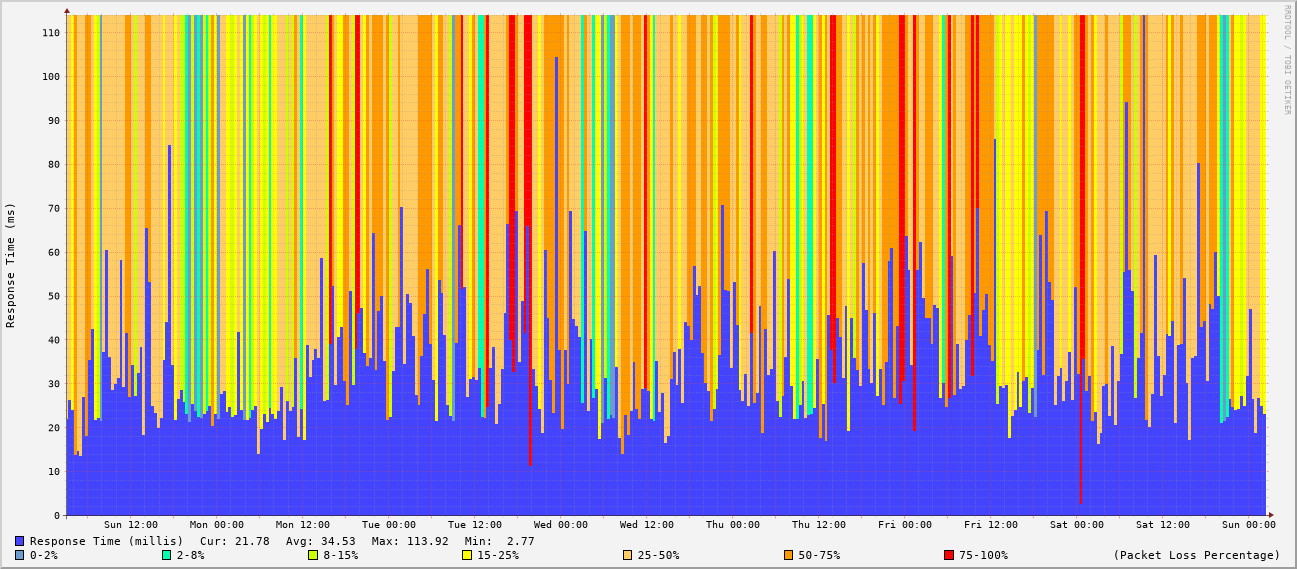 RRDTOOL / TOBI OETIKER
Response Time (ms)
110
100
90
80
70
60
50
40
30
20
10
0
Sun 12:00 Mon 00:00 Mon 12:00 Tue 00:00 Tue 12:00 Wed 00:00 Wed 12:00 Thu 00:00 Thu 12:00 Fri 00:00 Fri 12:00 Sat 00:00 Sat 12:00 Sun 00:00
Response Time (millis) Cur: 21.78 Avg: 34.53 Max: 113.92 Min: 2.77
0-2% 2-8% 8-15% 15-25% 25-50% 50-75% 75-100% (Packet Loss Percentage)